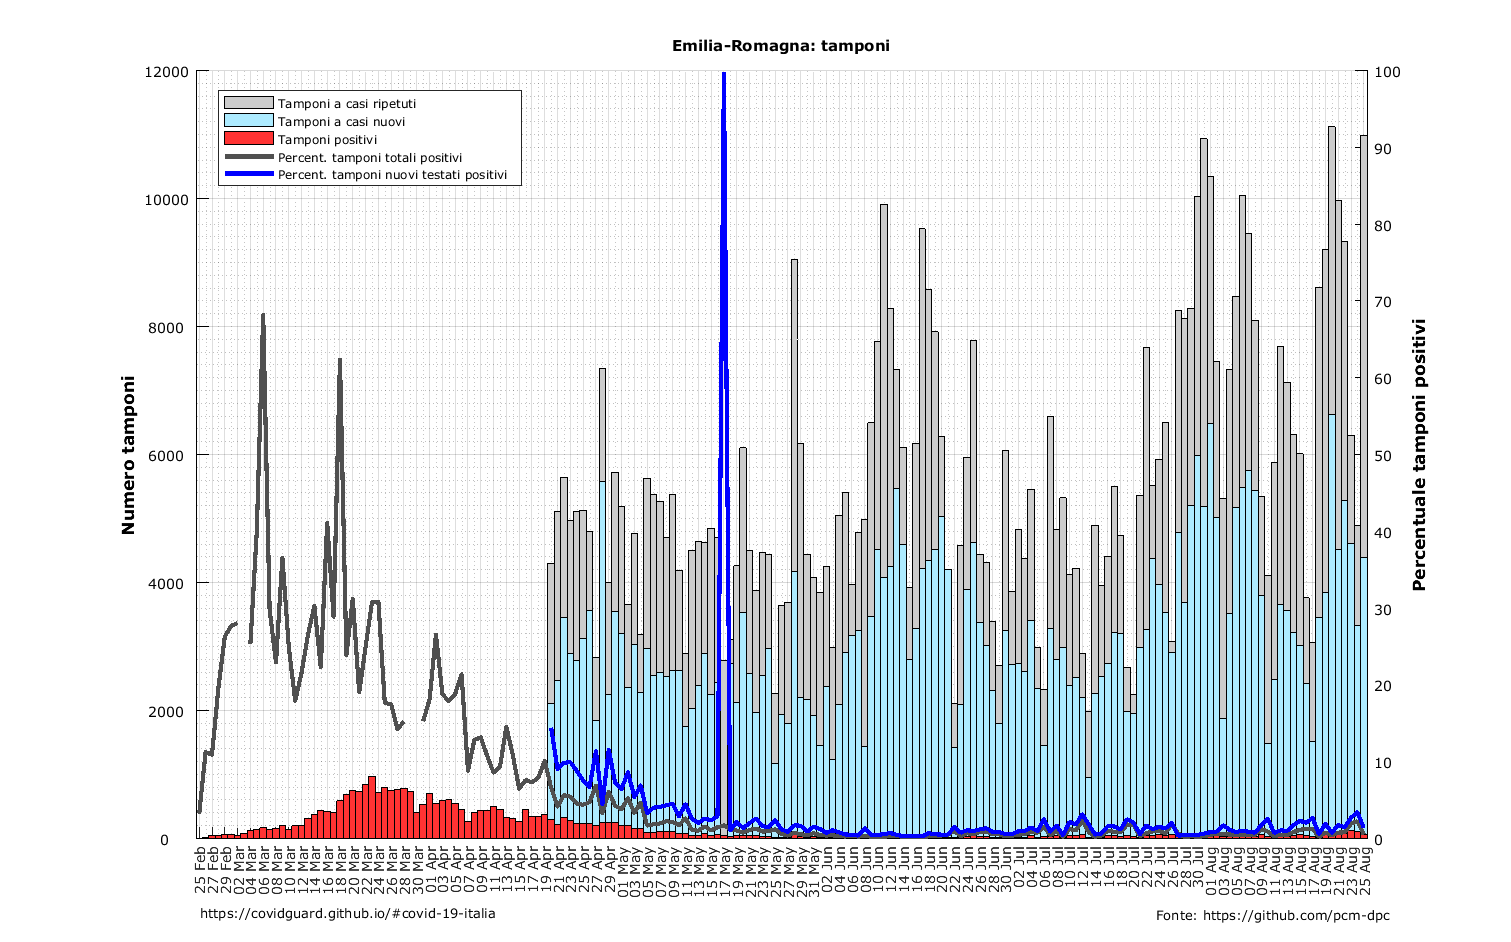 Emilia-Romagna: tamponi
12000
10000
8000
6000
4000
2000
0
Numero tamponi
Tamponi a casi ripetuti
Tamponi a casi nuovi
Tamponi positivi
Percent. tamponi totali positivi
Percent. tamponi nuovi testati positivi
100
90
80
70
60
50
40
30
20
10
0
Percentuale tamponi positivi
25 Feb
27 Feb
29 Feb
02 Mar
04 Mar
06 Mar
08 Mar
10 Mar
12 Mar
14 Mar
16 Mar
18 Mar
20 Mar
22 Mar
24 Mar
26 Mar
28 Mar
30 Mar
01 Apr
03 Apr
05 Apr
07 Apr
09 Apr
11 Apr
13 Apr
15 Apr
17 Apr
19 Apr
21 Apr
23 Apr
25 Apr
27 Apr
29 Apr
01 May
03 May
05 May
07 May
09 May
11 May
13 May
15 May
17 May
19 May
21 May
23 May
25 May
27 May
29 May
31 May
02 Jun
04 Jun
06 Jun
08 Jun
10 Jun
12 Jun
14 Jun
16 Jun
18 Jun
20 Jun
22 Jun
24 Jun
26 Jun
28 Jun
30 Jun
02 Jul
04 Jul
06 Jul
08 Jul
10 Jul
12 Jul
14 Jul
16 Jul
18 Jul
20 Jul
22 Jul
24 Jul
26 Jul
28 Jul
30 Jul
01 Aug
03 Aug
05 Aug
07 Aug
09 Aug
11 Aug
13 Aug
15 Aug
17 Aug
19 Aug
21 Aug
23 Aug
25 Aug
https://covidguard.github.io/#covid-19-italia
Fonte: https://github.com/pcm-dpc